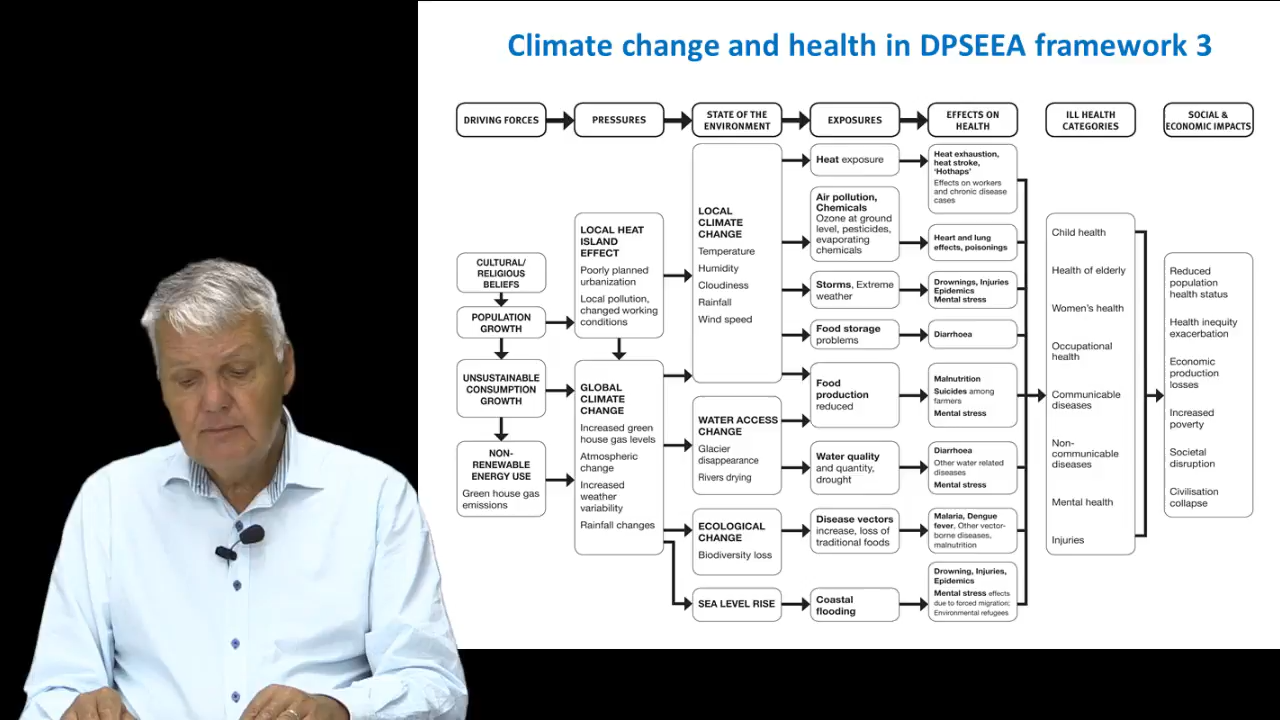 Climate change and health in DPSEEA framework 3
DRIVING FORCES
PRESSURES
STATE OF THE
ENVIRONMENT
EXPOSURES
EFFECTS ON
HEALTH
ILL HEALTH
CATEGORIES
SOCIAL &
ECONOMIC IMPACTS
CULTURAL/
RELIGIOUS
BELIEFS
POPULATION
GROWTH
UNSUSTAINABLE
CONSUMPTION
GROWTH
NON-
RENEWABLE
ENERGY USE
Green house gas
emissions
LOCAL HEAT
ISLAND
EFFECT
Poorly planned
urbanization
Local pollution,
changed working
conditions
GLOBAL
CLIMATE
CHANGE
Increased green
house gas levels
Atmospheric
change
Increased
weather
variability
Rainfall changes
LOCAL
CLIMATE
CHANGE
Temperature
Humidity
Cloudiness
Rainfall
Wind speed
WATER ACCESS
CHANGE
Glacier
disappearance
Rivers drying
ECOLOGICAL
CHANGE
Biodiversity loss
SEA LEVEL RISE
Heat exposure
Air pollution,
Chemicals
Ozone at ground
level, pesticides,
evaporating
chemicals
Storms, Extreme
weather
Food storage
problems
Food
production
reduced
Water quality
and quantity,
drought
Disease vectors
increase, loss of
traditional foods
Coastal
flooding
Heat exhaustion,
heat stroke,
'Hothaps'
Effects on workers
and chronic disease
cases
Heart and lung
effects, poisonings
Drownings, Injuries
Epidemics
Mental stress
Diarrhoea
Malnutrition
Suicides among
farmers
Mental stress
Diarrhoea
Other water related
diseases
Mental stress
Malaria, Dengue
fever, Other vector-
borne diseases,
malnutrition
Drowning, Injuries,
Epidemics
Mental stress effects
due to forced migration;
Environmental refugees
Child health
Health of elderly
Women's health
Occupational
health
Communicable
diseases
Non-
communicable
diseases
Mental health
Injuries
Reduced
population
health status
Health inequity
exacerbation
Economic
production
losses
Increased
poverty
Societal
disruption
Civilisation
collapse